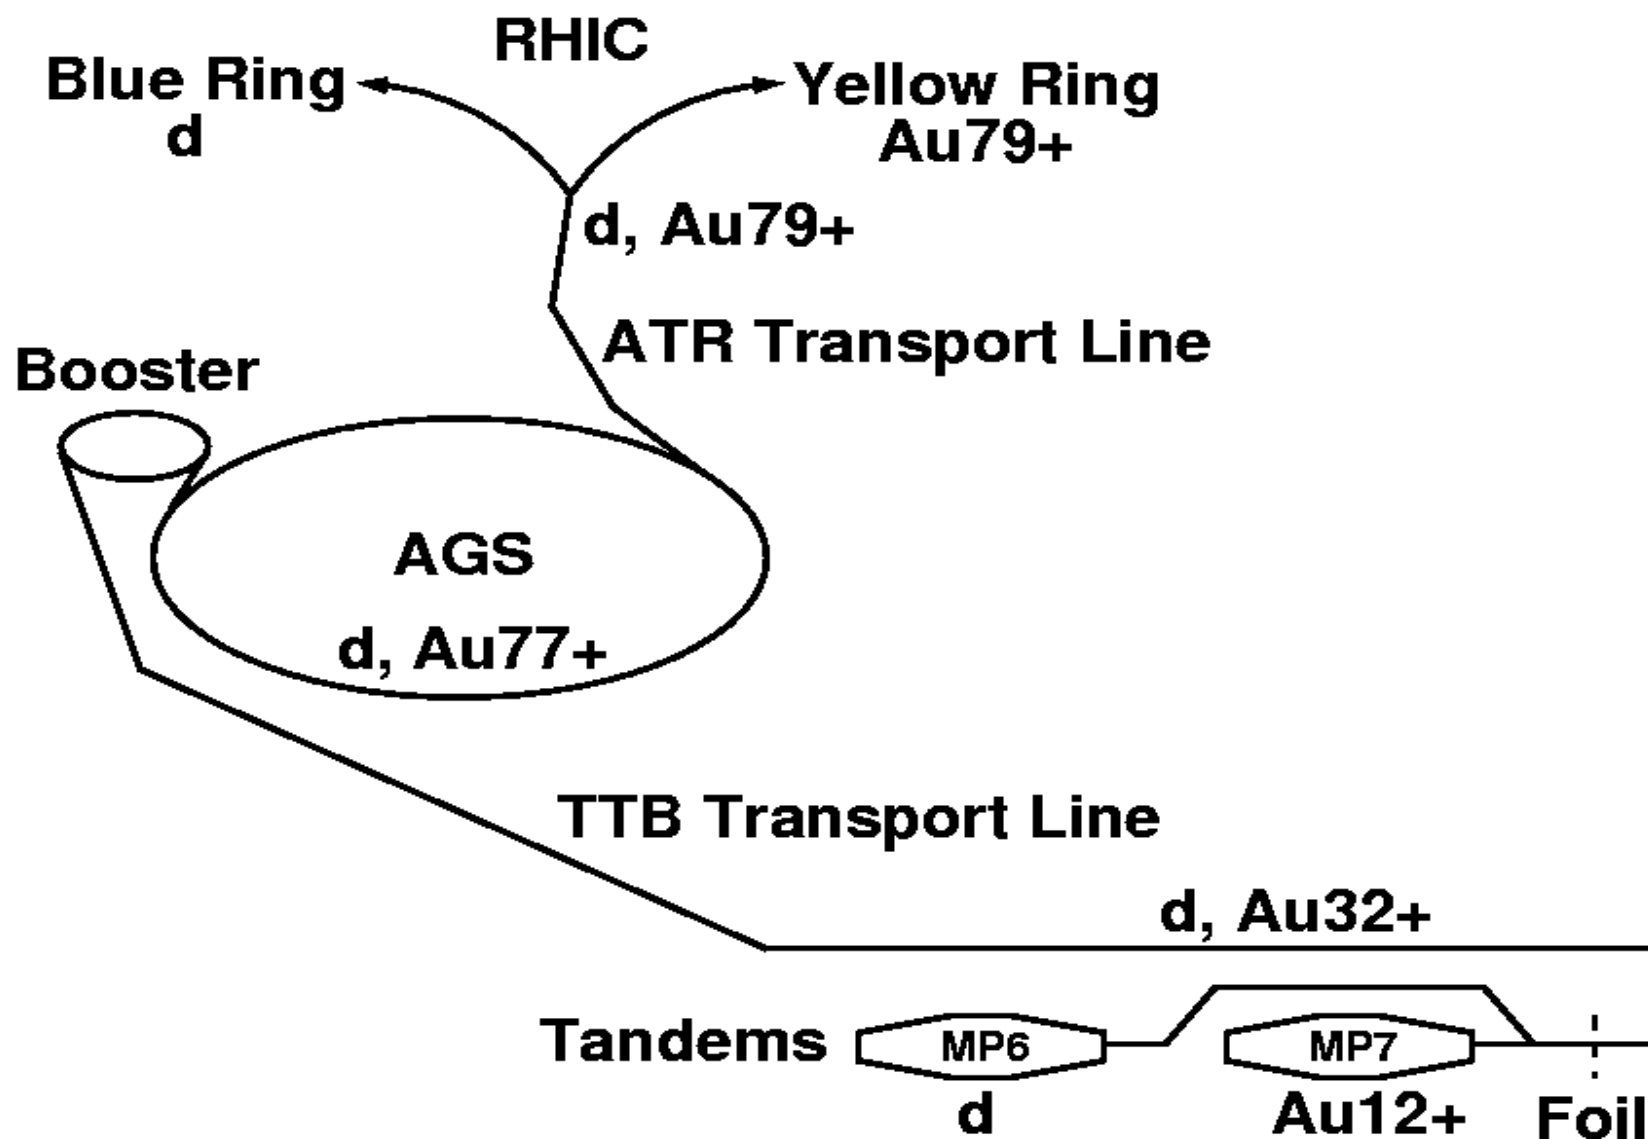 RHIC
Blue Ring
d
Yellow Ring
Au79+
d, Au79+
ATR Transport Line
Booster
AGS
d, Au77+
TTB Transport Line
d, Au32+
Tandems
MP6
MP7
d
Au12+
Foil